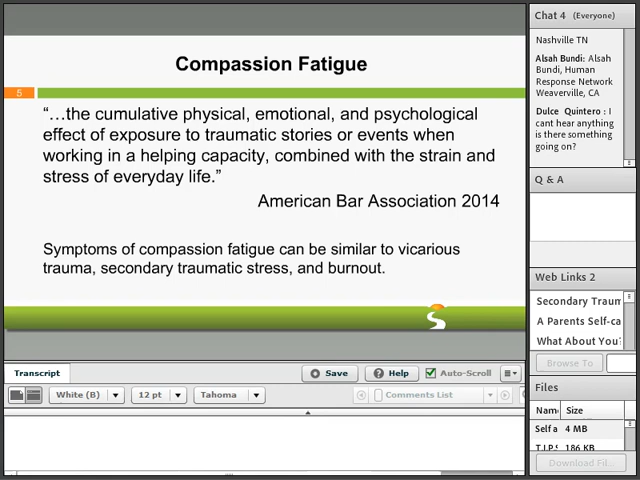 Compassion Fatigue
5
“…the cumulative physical, emotional, and psychological
effect of exposure to traumatic stories or events when
working in a helping capacity, combined with the strain and
stress of everyday life.”
American Bar Association 2014
Symptoms of compassion fatigue can be similar to vicarious
trauma, secondary traumatic stress, and burnout.
Transcript
Save
Help
Auto-Scroll
White (B)
12 pt
Tahoma
Comments List
Chat 4 (Everyone)
Nashville TN
Alsah Bundi: Alsah
Bundi, Human
Response Network
Weaverville, CA
Dulce Quintero : I
cant hear anything
is there something
going on?
Q & A
Web Links 2
Secondary Traum
A Parents Self-ca
What About You?
Browse To
Files
Name
Size
Self a 4 MB
T.I.P.S 186 KB
Download Fil...